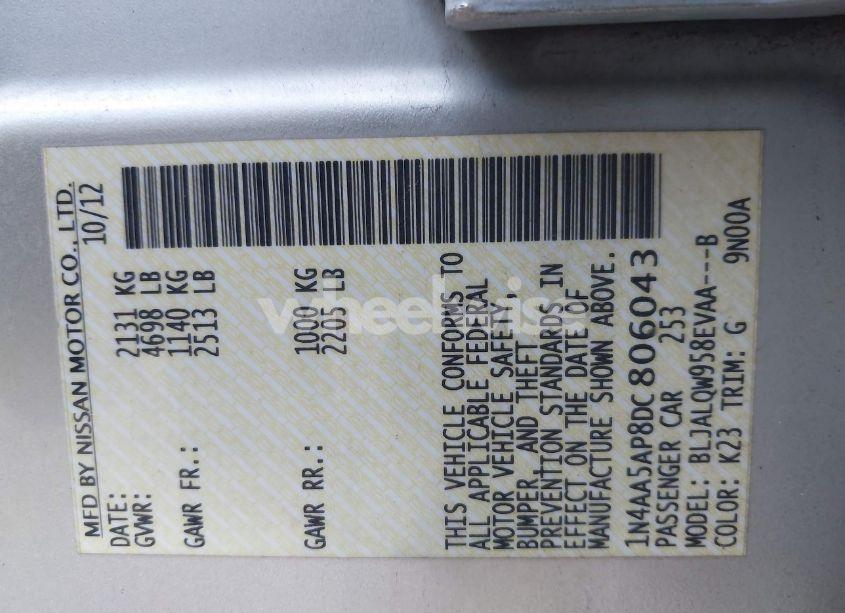 MFD BY NISSAN MOTOR CO., LTD.
DATE: 10/12
GVWR: 2131 KG
4698 LB
GAWR FR.: 1140 KG
2513 LB
GAWR RR.: 1000 KG
2205 LB
THIS VEHICLE CONFORMS TO
ALL APPLICABLE FEDERAL
MOTOR VEHICLE SAFETY,
BUMPER, AND THEFT
PREVENTION STANDARDS IN
EFFECT ON THE DATE OF
MANUFACTURE SHOWN ABOVE.
1N4AA5AP8DC806043
PASSENGER CAR 253
MODEL: BLJALQW958EVAA---B
COLOR: K23 TRIM: G 9N00A